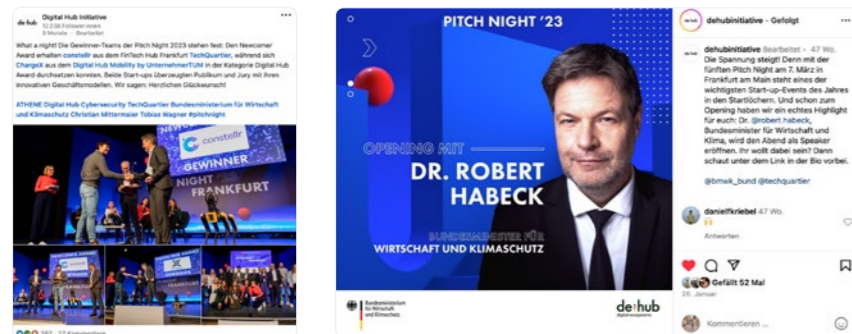 Digital Hub Initiative
12.238 Follower:innen
9 Monate • Bearbeitet
What a night! Die Gewinner-Teams der Pitch Night 2023 stehen fest: Den Newcomer
Award erhalten constellr aus dem FinTech Hub Frankfurt TechQuartier, während sich
ChargeX aus dem Digital Hub Mobility by UnternehmerTUM in der Kategorie Digital Hub
Award durchsetzen konnten. Beide Start-ups überzeugten Publikum und Jury mit ihren
innovativen Geschäftsmodellen. Wir sagen: Herzlichen Glückwunsch!
ATHENE Digital Hub Cybersecurity TechQuartier Bundesministerium für Wirtschaft
und Klimaschutz Christian Mittermaier Tobias Wagner #pitchnight
constellr
GEWINNER
NIGHT
FRANKFURT
PITCH NIGHT '23
OPENING MIT
DR. ROBERT
HABECK
BUNDESMINISTER FÜR
WIRTSCHAFT UND KLIMASCHUTZ
Bundesministerium
für Wirtschaft
und Klimaschutz
de:hub
dehubinitiative • Gefolgt
dehubinitiative Bearbeitet • 47 Wo.
Die Spannung steigt! Denn mit der
fünften Pitch Night am 7. März in
Frankfurt am Main steht eines der
wichtigsten Start-up-Events des Jahres
in den Startlöchern. Und schon zum
Opening haben wir ein echtes Highlight
für euch: Dr. @robert.habeck,
Bundesminister für Wirtschaft und
Klima, wird den Abend als Speaker
eröffnen. Ihr wollt dabei sein? Dann
schaut unter dem Link in der Bio vorbei.
@bmwk_bund @techquartier
danielfkriebel 47 Wo.
🙌
Antworten
Gefällt 52 Mal
26. Januar
Kommentieren ...